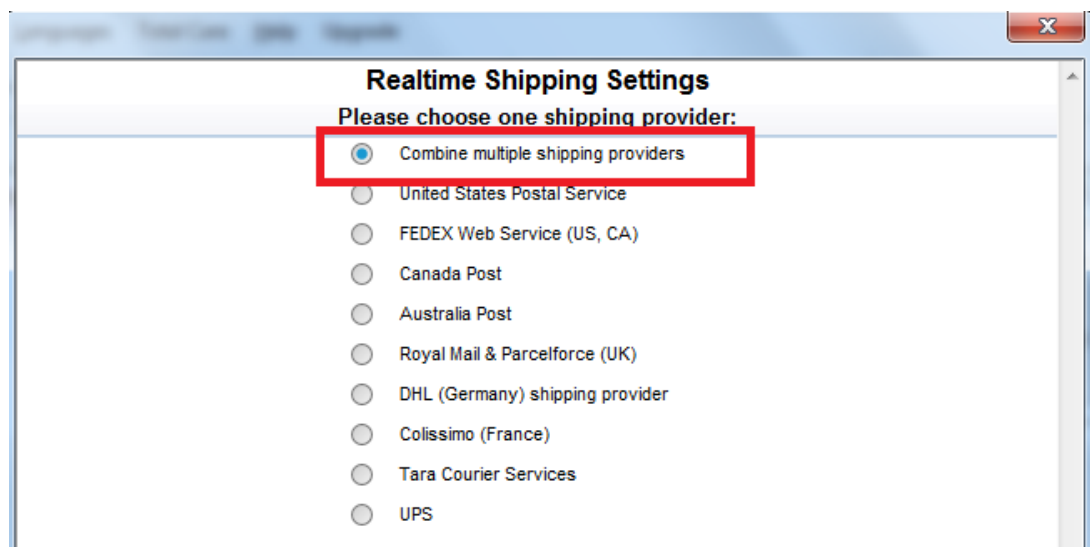 Help
Realtime Shipping Settings
Please choose one shipping provider:
Combine multiple shipping providers
United States Postal Service
FEDEX Web Service (US, CA)
Canada Post
Australia Post
Royal Mail & Parcelforce (UK)
DHL (Germany) shipping provider
Colissimo (France)
Tara Courier Services
UPS